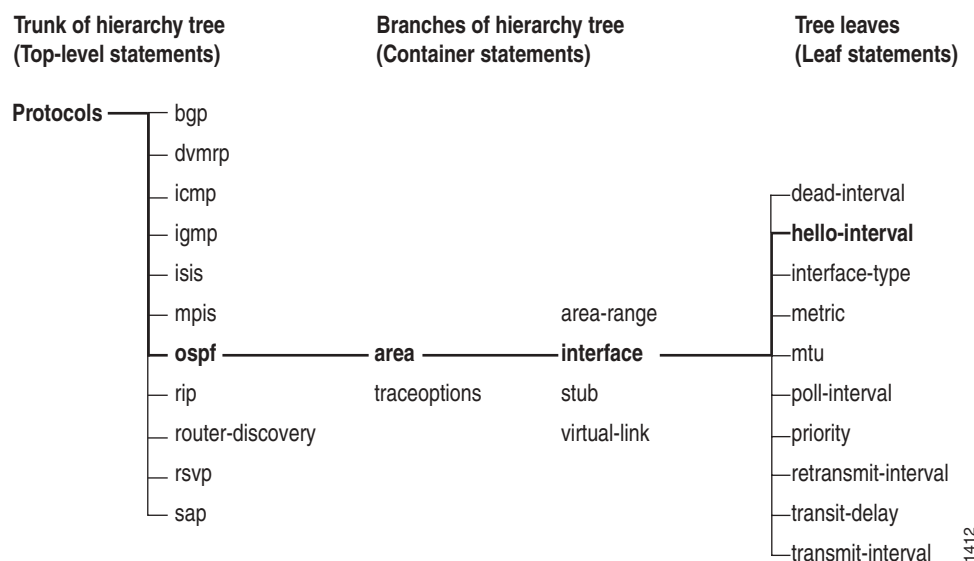 Trunk of hierarchy tree
(Top-level statements)
Branches of hierarchy tree
(Container statements)
Tree leaves
(Leaf statements)
Protocols
bgp
dvmrp
icmp
igmp
isis
mpis
ospf
rip
router-discovery
rsvp
sap
area
traceoptions
area-range
interface
stub
virtual-link
dead-interval
hello-interval
interface-type
metric
mtu
poll-interval
priority
retransmit-interval
transit-delay
transmit-interval
1412